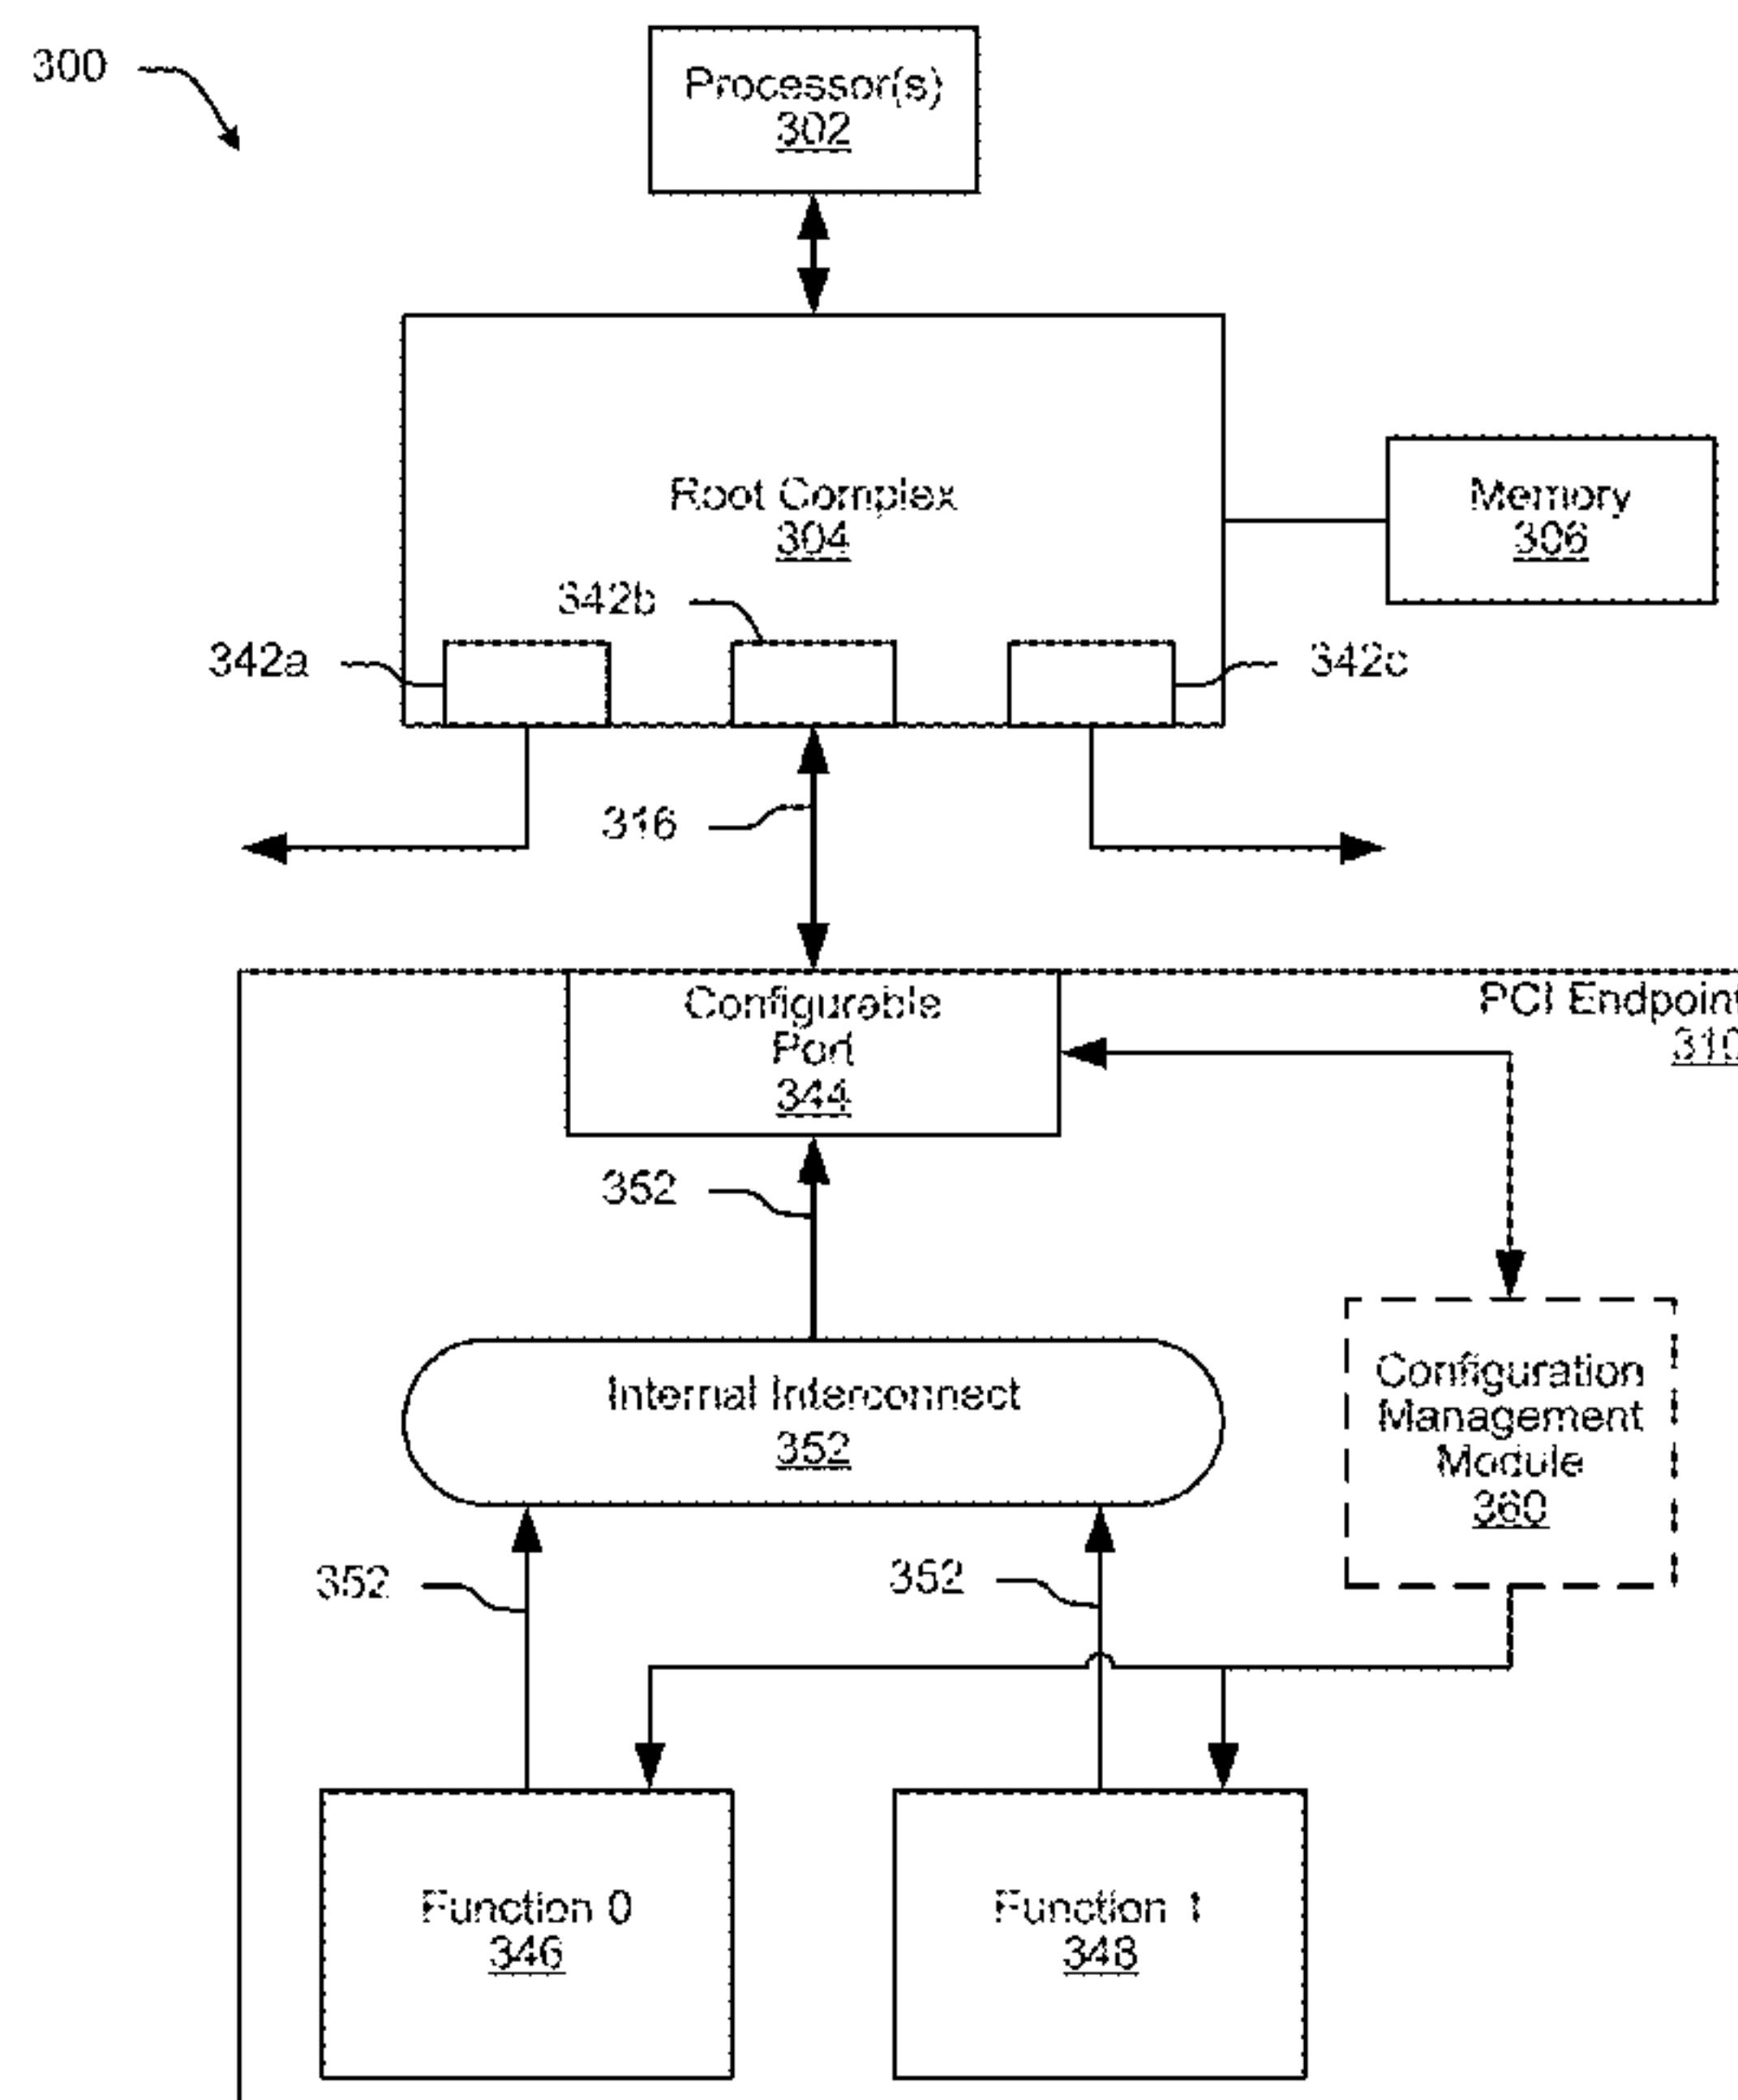 300
Processor(s)
302
Root Complex
304
Memory
306
342b
342a
342c
316
Configurable
Port
344
PCI Endpoint
310
352
Internal Interconnect
352
Configuration
Management
Module
360
352
352
Function 0
346
Function 1
348